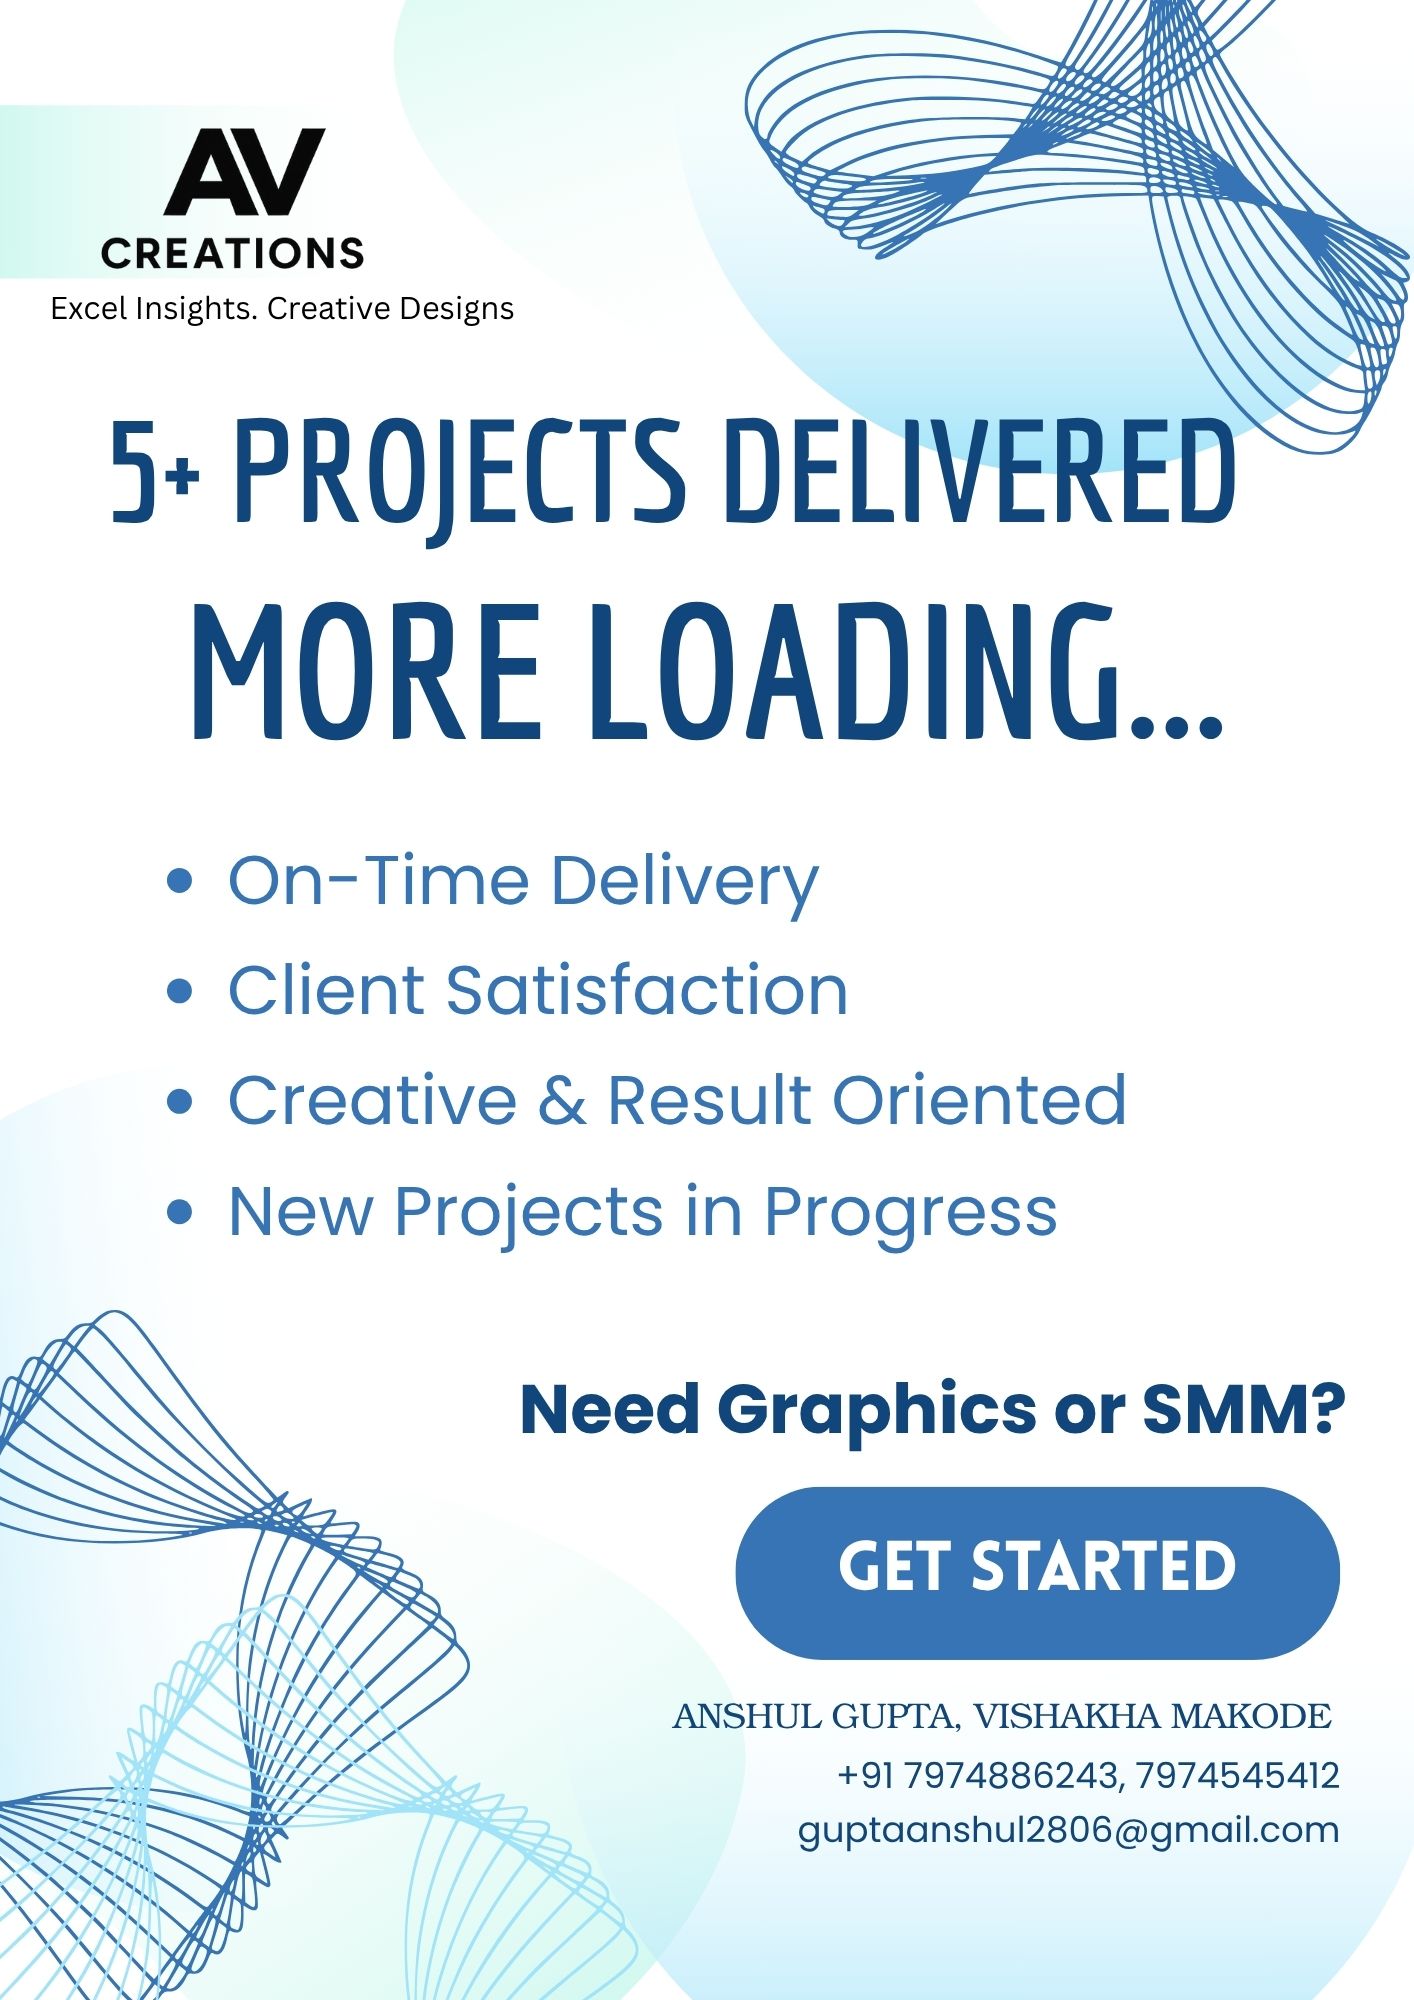 AV
CREATIONS
Excel Insights. Creative Designs
5+ PROJECTS DELIVERED
MORE LOADING...
• On-Time Delivery
• Client Satisfaction
• Creative & Result Oriented
• New Projects in Progress
Need Graphics or SMM?
GET STARTED
ANSHUL GUPTA, VISHAKHA MAKODE
+91 7974886243, 7974545412
guptaanshul2806@gmail.com